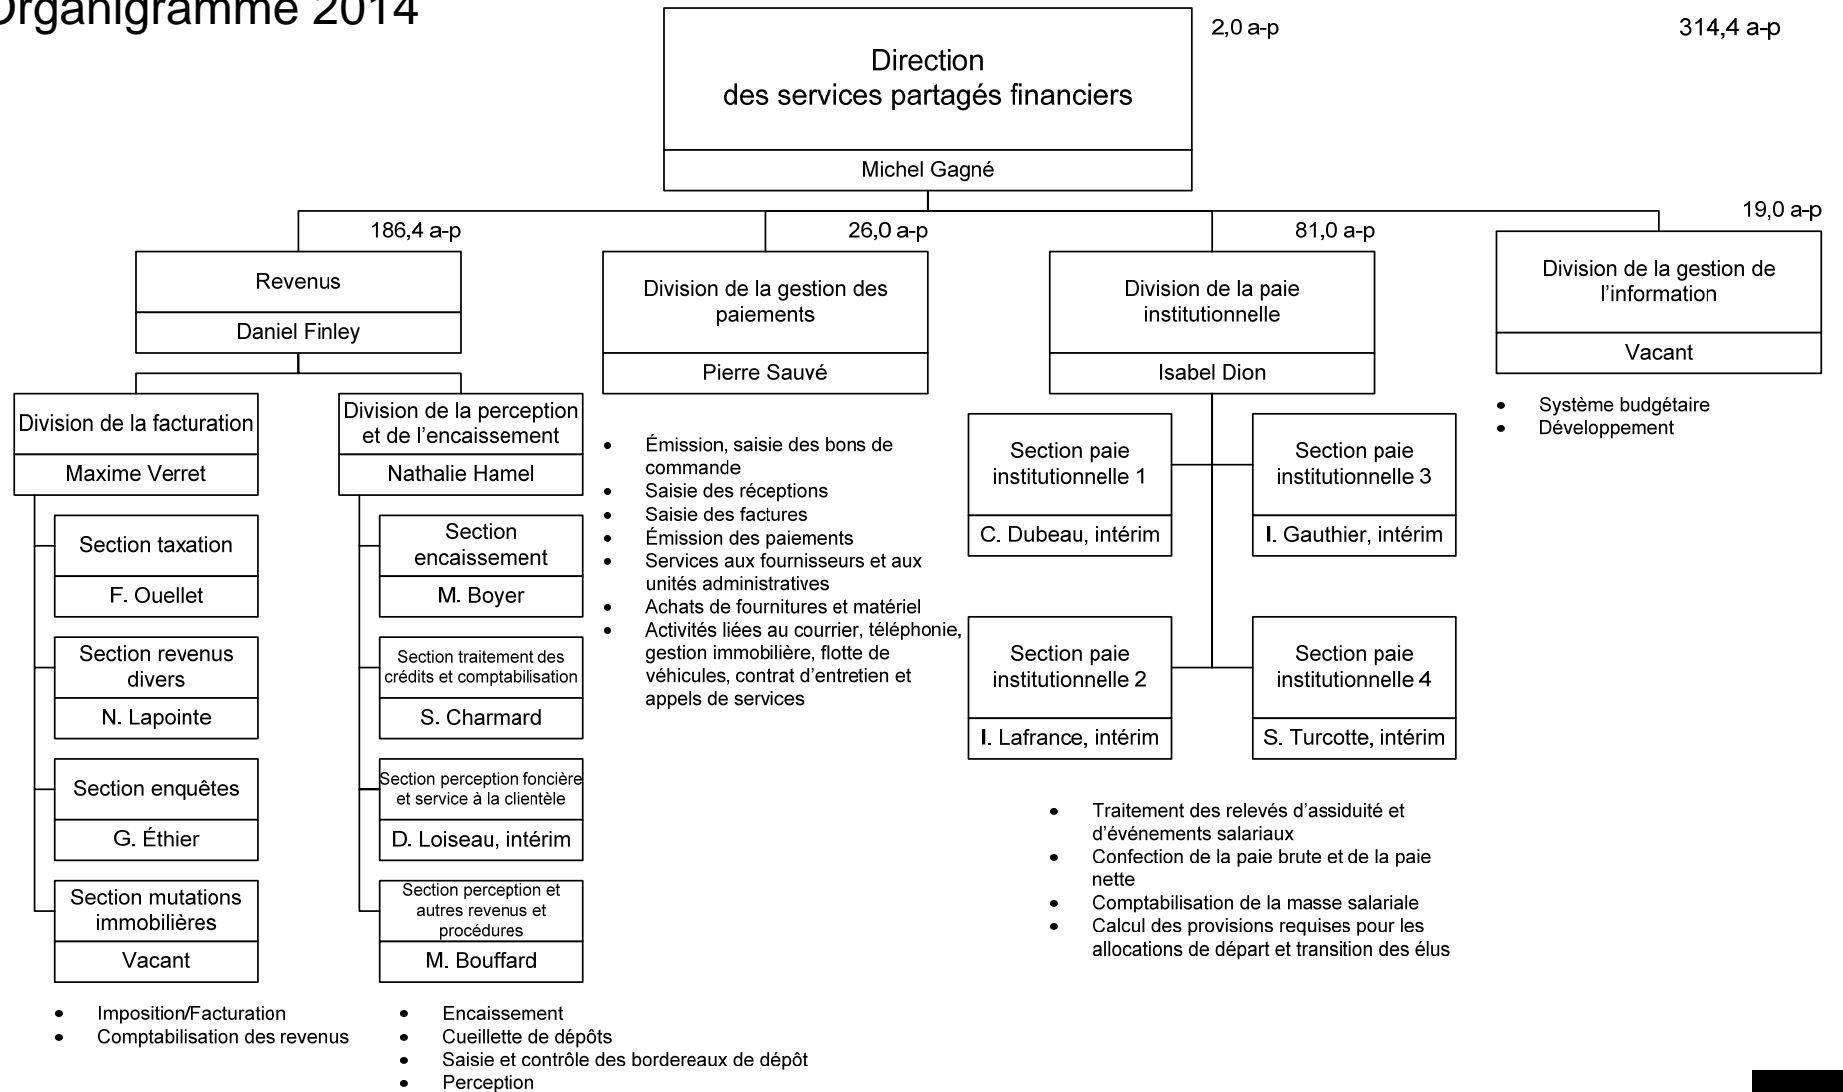 Organigramme 2014
2,0 a-p
314,4 a-p
Direction
des services partagés financiers
Michel Gagné
186,4 a-p
26,0 a-p
81,0 a-p
19,0 a-p
Revenus
Daniel Finley
Division de la gestion des
paiements
Pierre Sauvé
Division de la paie
institutionnelle
Isabel Dion
Division de la gestion de
l'information
Vacant
• Système budgétaire
• Développement
Division de la facturation
Maxime Verret
Section taxation
F. Ouellet
Section revenus
divers
N. Lapointe
Section enquêtes
G. Éthier
Section mutations
immobilières
Vacant
• Imposition/Facturation
• Comptabilisation des revenus
Division de la perception
et de l'encaissement
Nathalie Hamel
Section
encaissement
M. Boyer
Section traitement des
crédits et comptabilisation
S. Charmard
Section perception foncière
et service à la clientèle
D. Loiseau, intérim
Section perception et
autres revenus et
procédures
M. Bouffard
• Encaissement
• Cueillette de dépôts
• Saisie et contrôle des bordereaux de dépôt
• Perception
• Émission, saisie des bons de
commande
• Saisie des réceptions
• Saisie des factures
• Émission des paiements
• Services aux fournisseurs et aux
unités administratives
• Achats de fournitures et matériel
• Activités liées au courrier, téléphonie,
gestion immobilière, flotte de
véhicules, contrat d'entretien et
appels de services
Section paie
institutionnelle 1
C. Dubeau, intérim
Section paie
institutionnelle 3
I. Gauthier, intérim
Section paie
institutionnelle 2
I. Lafrance, intérim
Section paie
institutionnelle 4
S. Turcotte, intérim
• Traitement des relevés d'assiduité et
d'événements salariaux
• Confection de la paie brute et de la paie
nette
• Comptabilisation de la masse salariale
• Calcul des provisions requises pour les
allocations de départ et transition des élus